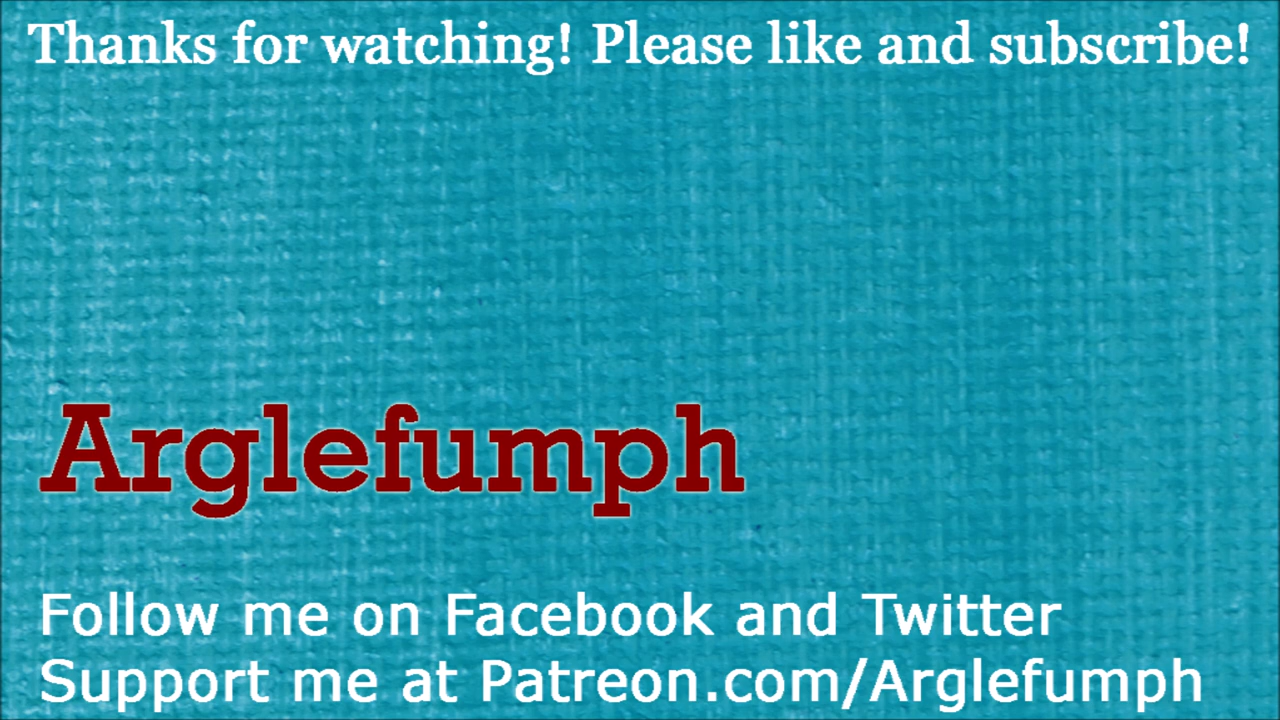 Thanks for watching! Please like and subscribe!
Arglefumph
Follow me on Facebook and Twitter
Support me at Patreon.com/Arglefumph